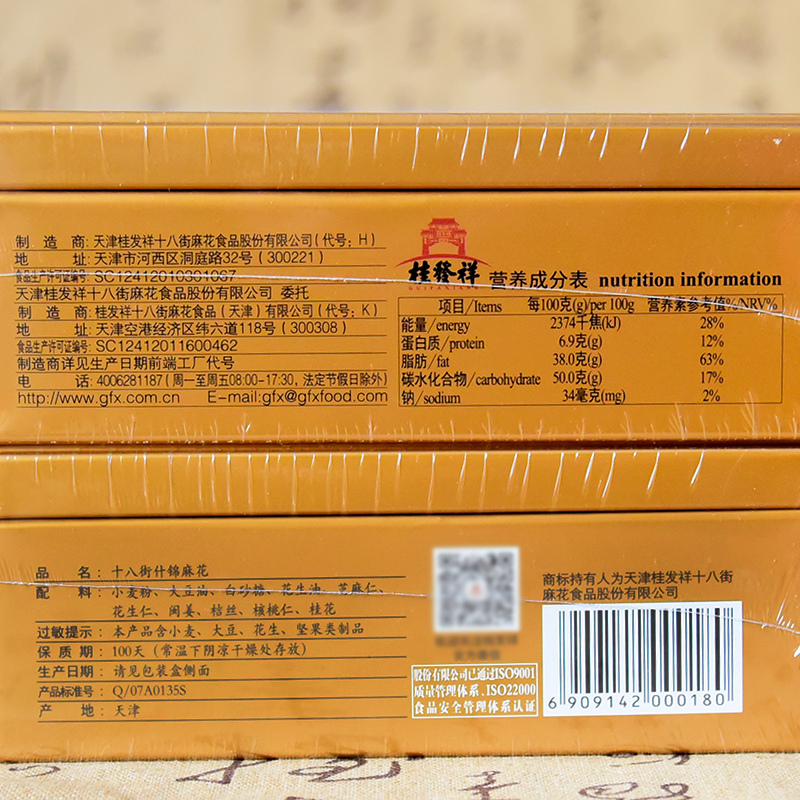 制 造 商:天津桂发祥十八街麻花食品股份有限公司(代号:H)
地 址:天津市河西区洞庭路32号(300221)
食品生产许可证编号:SC12412010301067
天津桂发祥十八街麻花食品股份有限公司 委托
制 造 商:桂发祥十八街麻花食品(天津)有限公司(代号:K)
地 址:天津空港经济区纬六道118号(300308)
食品生产许可证编号:SC12412011600462
制造商详见生产日期前端工厂代号
电 话:4006281187(周一至周五08:00-17:30,法定节假日除外)
http://www.gfx.com.cn E-mail:gfx@gfxfood.com
桂發祥
GUIFAXIANG
营养成分表 nutrition information
项目/Items 每100克(g)/per 100g 营养素参考值%/NRV%
能量/energy 2374千焦(kJ) 28%
蛋白质/protein 6.9克(g) 12%
脂肪/fat 38.0克(g) 63%
碳水化合物/carbohydrate 50.0克(g) 17%
钠/sodium 34毫克(mg) 2%
品 名:十八街什锦麻花
配 料:小麦粉、大豆油、白砂糖、花生油、芝麻仁、
花生仁、闽姜、桔丝、核桃仁、桂花
过敏提示:本产品含小麦、大豆、花生、坚果类制品
保 质 期:100天(常温下阴凉干燥处存放)
生产日期:请见包装盒侧面
产品标准号:Q/07A0135S
产 地:天津
股份有限公司已通过ISO9001
质量管理体系、ISO22000
食品安全管理体系认证
商标持有人为天津桂发祥十八街
麻花食品股份有限公司
6 909142 000180